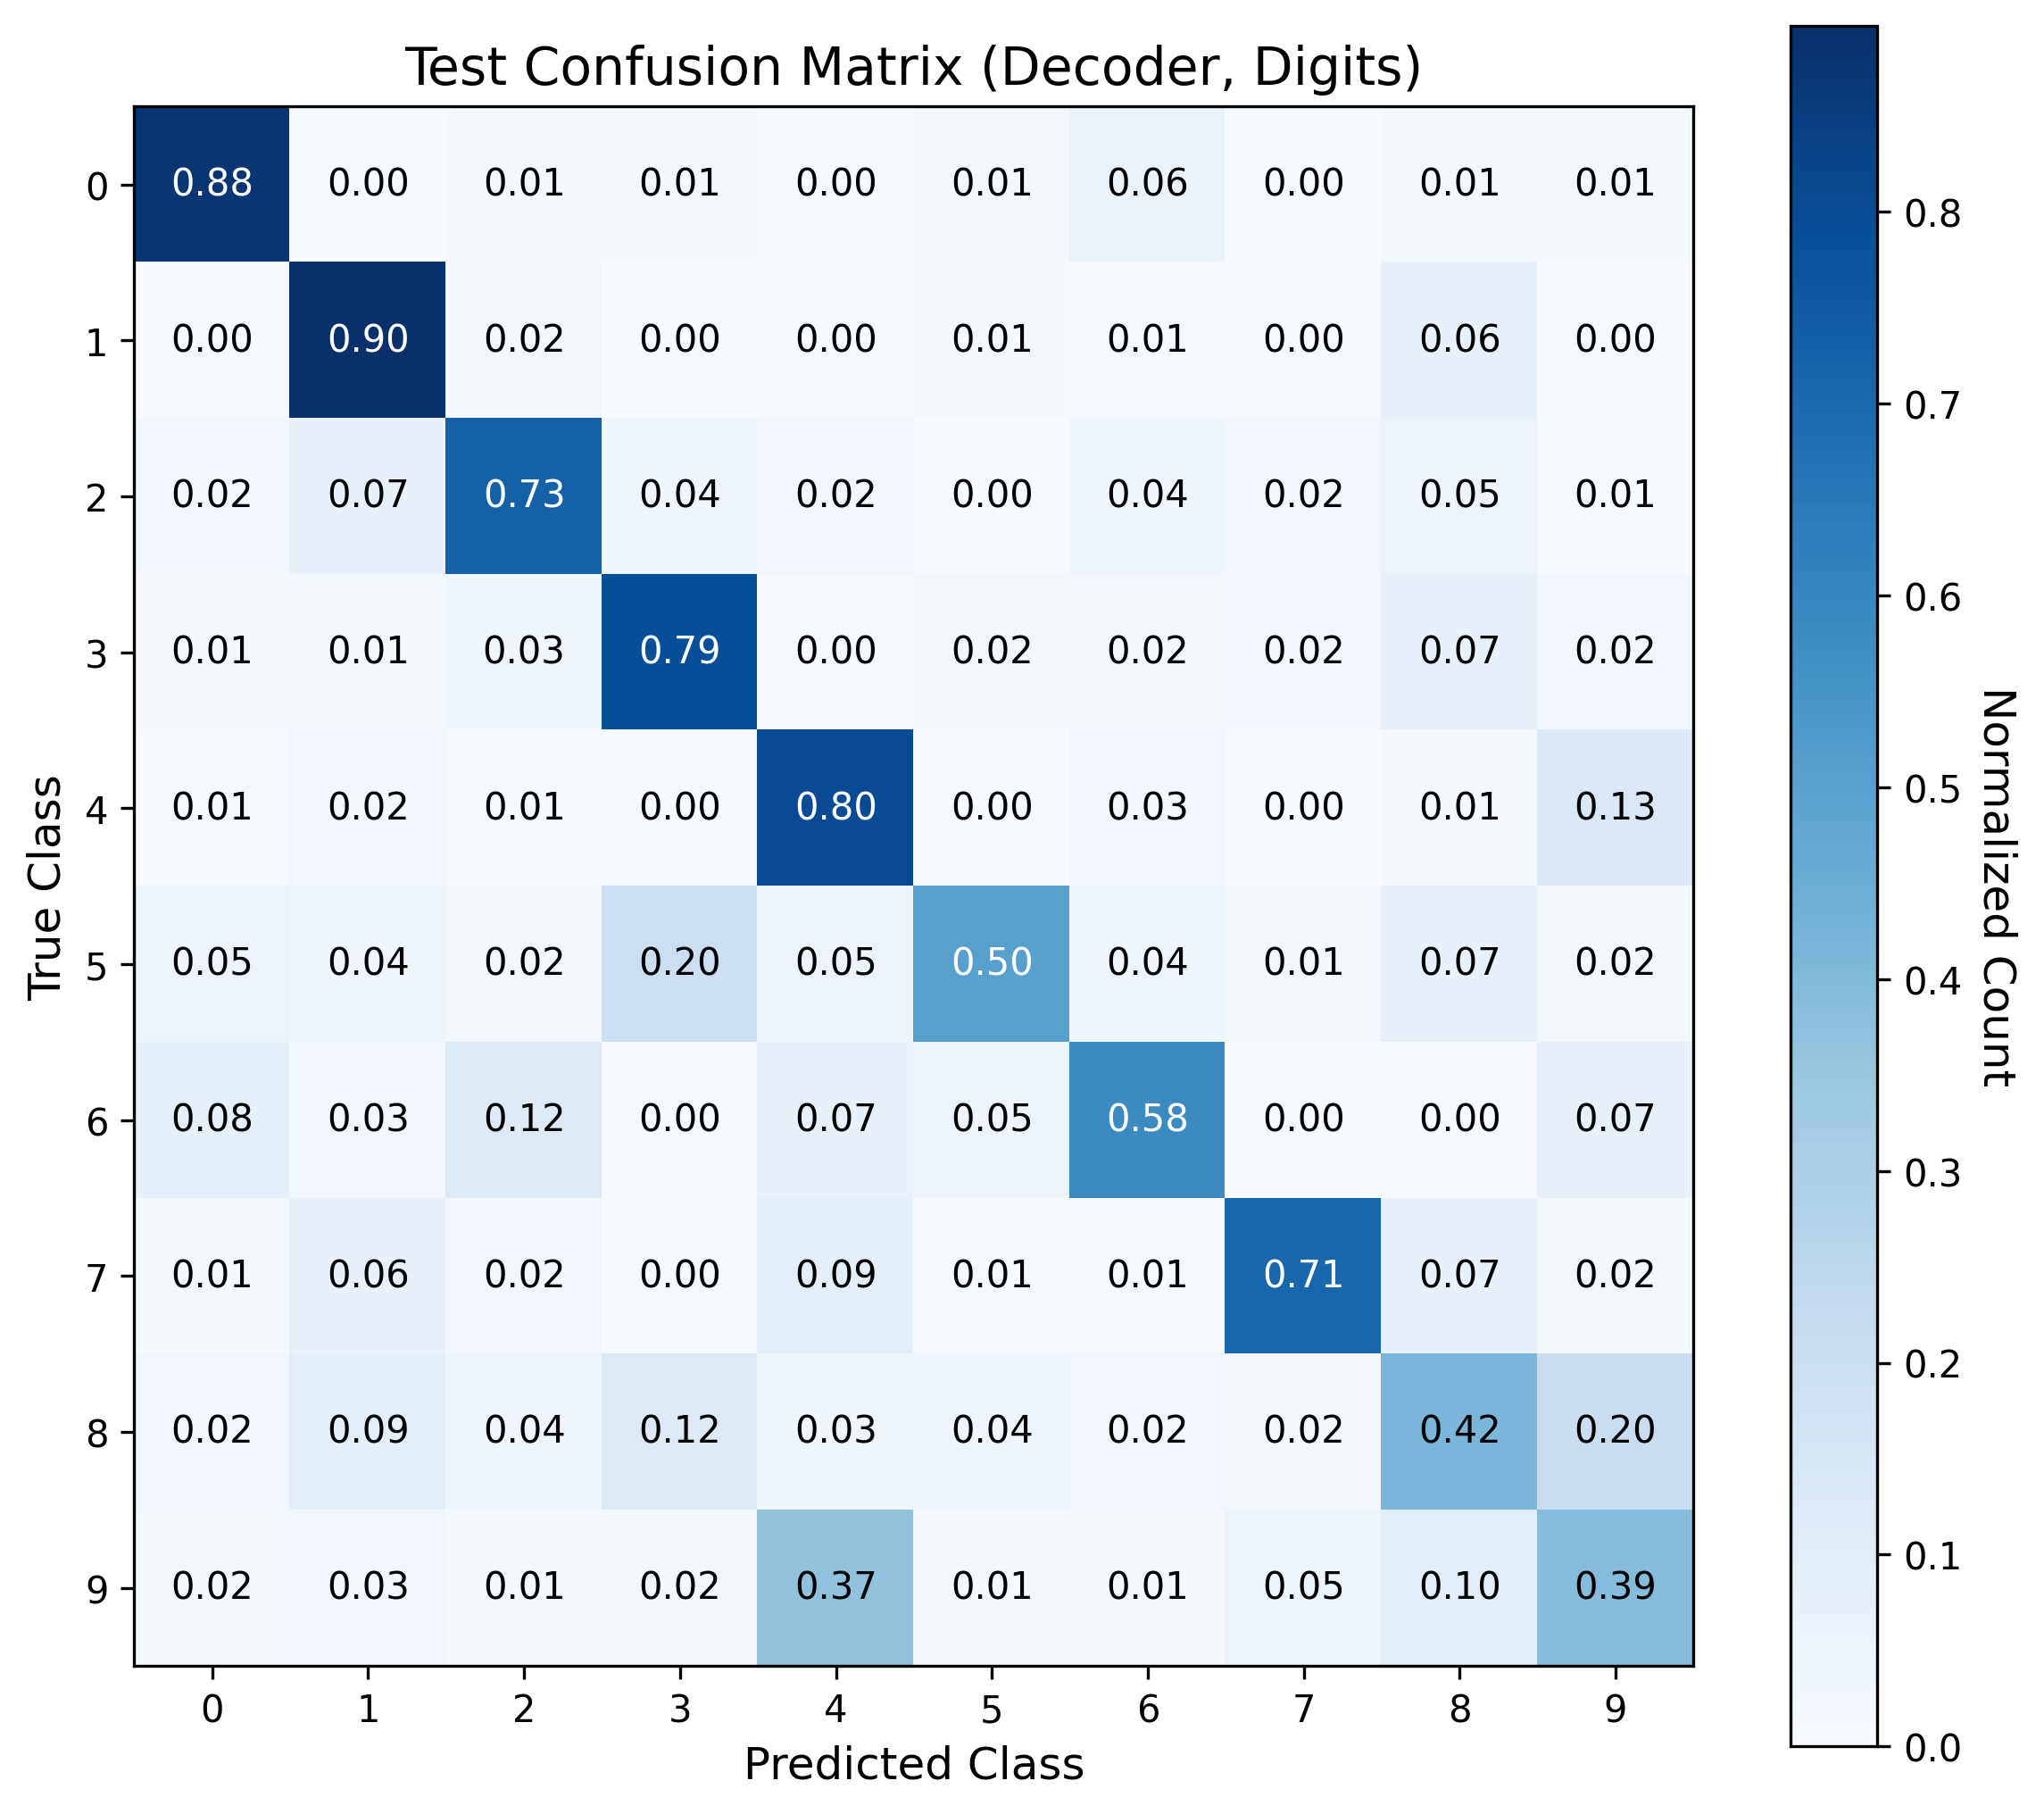 Test Confusion Matrix (Decoder, Digits)
0 0.88 0.00 0.01 0.01 0.00 0.01 0.06 0.00 0.01 0.01
1 0.00 0.90 0.02 0.00 0.00 0.01 0.01 0.00 0.06 0.00
2 0.02 0.07 0.73 0.04 0.02 0.00 0.04 0.02 0.05 0.01
3 0.01 0.01 0.03 0.79 0.00 0.02 0.02 0.02 0.07 0.02
4 0.01 0.02 0.01 0.00 0.80 0.00 0.03 0.00 0.01 0.13
5 0.05 0.04 0.02 0.20 0.05 0.50 0.04 0.01 0.07 0.02
6 0.08 0.03 0.12 0.00 0.07 0.05 0.58 0.00 0.00 0.07
7 0.01 0.06 0.02 0.00 0.09 0.01 0.01 0.71 0.07 0.02
8 0.02 0.09 0.04 0.12 0.03 0.04 0.02 0.02 0.42 0.20
9 0.02 0.03 0.01 0.02 0.37 0.01 0.01 0.05 0.10 0.39
0 1 2 3 4 5 6 7 8 9
Predicted Class
True Class
0.8
0.7
0.6
0.5
0.4
0.3
0.2
0.1
0.0
Normalized Count